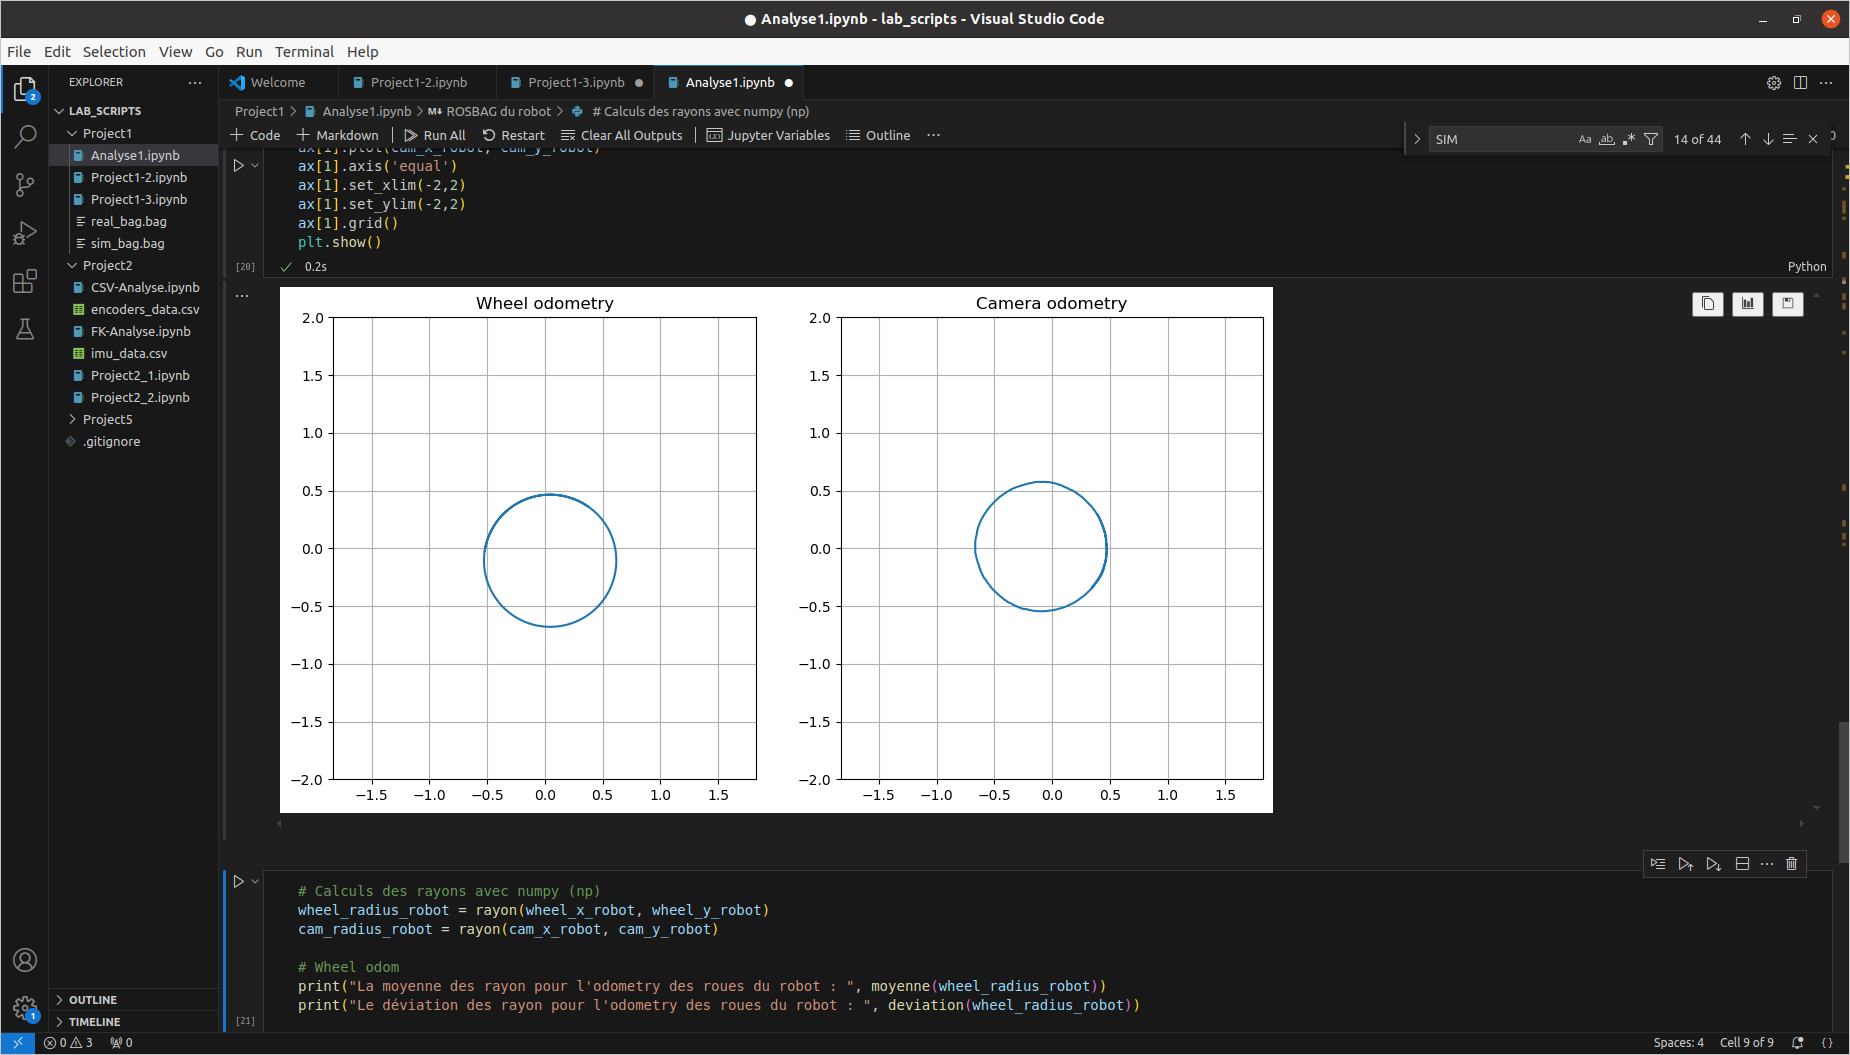 ● Analyse1.ipynb - lab_scripts - Visual Studio Code
File Edit Selection View Go Run Terminal Help
EXPLORER
LAB_SCRIPTS
Project1
Analyse1.ipynb
Project1-2.ipynb
Project1-3.ipynb
real_bag.bag
sim_bag.bag
Project2
CSV-Analyse.ipynb
encoders_data.csv
FK-Analyse.ipynb
imu_data.csv
Project2_1.ipynb
Project2_2.ipynb
Project5
.gitignore
OUTLINE
TIMELINE
2
1
Welcome Project1-2.ipynb Project1-3.ipynb ● Analyse1.ipynb ●
Project1 > Analyse1.ipynb > M↓ ROSBAG du robot > # Calculs des rayons avec numpy (np)
+ Code + Markdown Run All Restart Clear All Outputs Jupyter Variables Outline ...
SIM Aa ab .* 14 of 44
ax[1].plot(cam_x_robot, cam_y_robot)
ax[1].axis('equal')
ax[1].set_xlim(-2,2)
ax[1].set_ylim(-2,2)
ax[1].grid()
plt.show()
[20] 0.2s Python
Wheel odometry
2.0
1.5
1.0
0.5
0.0
−0.5
−1.0
−1.5
−2.0
−1.5 −1.0 −0.5 0.0 0.5 1.0 1.5
Camera odometry
2.0
1.5
1.0
0.5
0.0
−0.5
−1.0
−1.5
−2.0
−1.5 −1.0 −0.5 0.0 0.5 1.0 1.5
# Calculs des rayons avec numpy (np)
wheel_radius_robot = rayon(wheel_x_robot, wheel_y_robot)
cam_radius_robot = rayon(cam_x_robot, cam_y_robot)
# Wheel odom
print("La moyenne des rayon pour l'odometry des roues du robot : ", moyenne(wheel_radius_robot))
print("Le déviation des rayon pour l'odometry des roues du robot : ", deviation(wheel_radius_robot))
[21]
0 3 0 Spaces: 4 Cell 9 of 9 {}